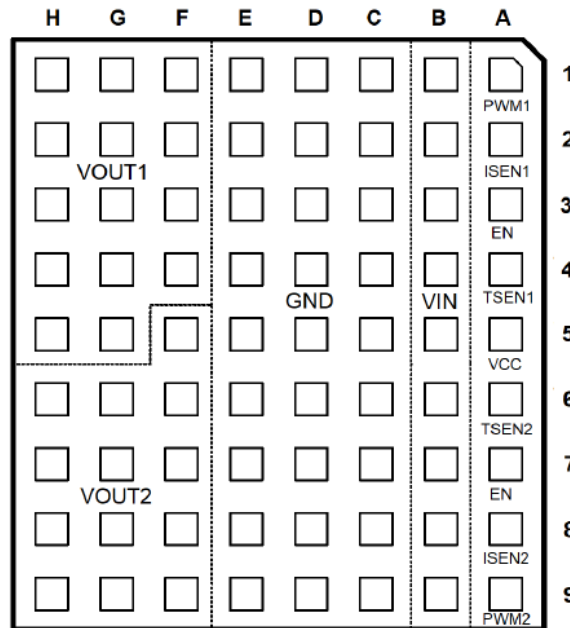 H G F E D C B A
1
PWM1
2
VOUT1
ISEN1
3
EN
4
GND
VIN
TSEN1
5
VCC
6
TSEN2
7
VOUT2
EN
8
ISEN2
9
PWM2